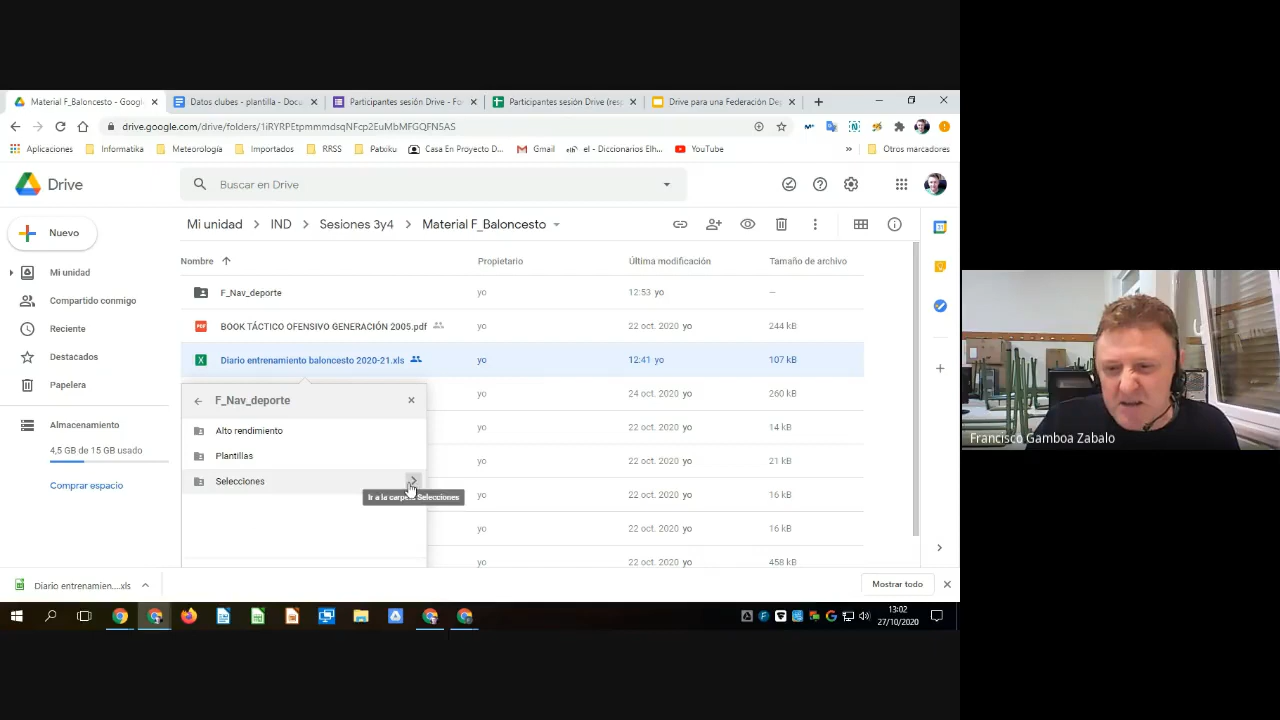 Material F_Baloncesto - Googl
Datos clubes - plantilla - Docu
Participantes sesión Drive - Fo
Participantes sesión Drive (resp
Drive para una Federación De
drive.google.com/drive/folders/1iRYRPEtpmmmdsqNFcp2EuMbMFGQFN5AS
Aplicaciones
Informatika
Meteorología
Importados
RRSS
Patxiku
Casa En Proyecto D...
Gmail
el - Diccionarios Elh...
YouTube
»
Otros marcadores
Drive
Buscar en Drive
Nuevo
Mi unidad > IND > Sesiones 3y4 > Material F_Baloncesto
Nombre
Propietario
Última modificación
Tamaño de archivo
Mi unidad
Compartido conmigo
Reciente
Destacados
Papelera
Almacenamiento
4,5 GB de 15 GB usado
Comprar espacio
F_Nav_deporte yo 12:53 yo —
BOOK TÁCTICO OFENSIVO GENERACIÓN 2005.pdf yo 22 oct. 2020 yo 244 kB
Diario entrenamiento baloncesto 2020-21.xls yo 12:41 yo 107 kB
yo 24 oct. 2020 yo 260 kB
yo 22 oct. 2020 yo 14 kB
yo 22 oct. 2020 yo 21 kB
yo 22 oct. 2020 yo 16 kB
yo 22 oct. 2020 yo 16 kB
yo 22 oct. 2020 yo 458 kB
F_Nav_deporte
Alto rendimiento
Plantillas
Selecciones
Ir a la carpeta Selecciones
Diario entrenamien....xls
Mostrar todo
13:02
27/10/2020
Francisco Gamboa Zabalo